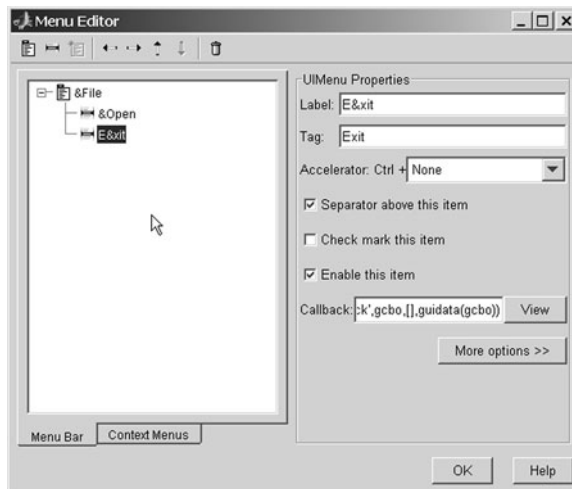 Menu Editor
&File
&Open
E&xit
Menu Bar
Context Menus
UIMenu Properties
Label: E&xit
Tag: Exit
Accelerator: Ctrl + None
Separator above this item
Check mark this item
Enable this item
Callback: :k',gcbo,[],guidata(gcbo)) View
More options >>
OK Help